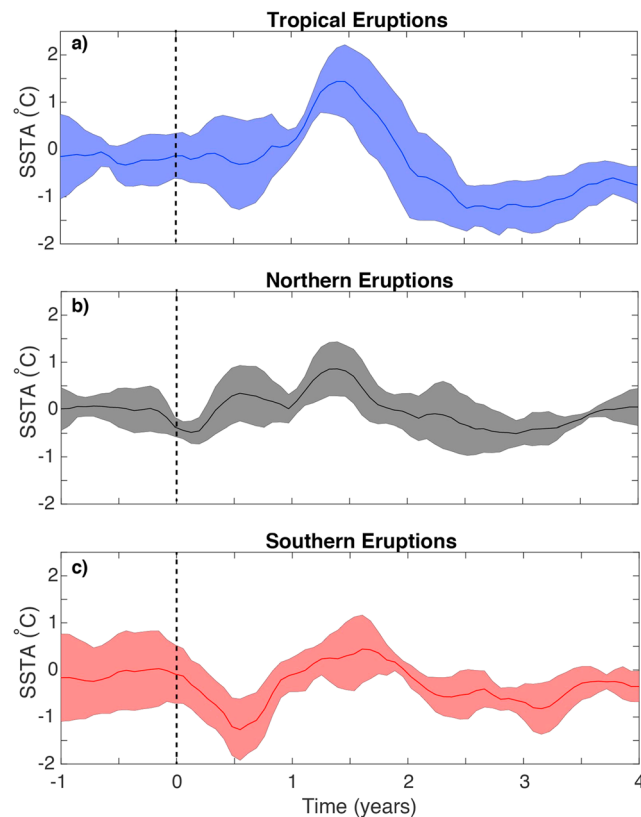 Tropical Eruptions
a)
2
1
0
-1
-2
SSTA (°C)
Northern Eruptions
b)
2
1
0
-1
-2
SSTA (°C)
Southern Eruptions
c)
2
1
0
-1
-2
SSTA (°C)
-1 0 1 2 3 4
Time (years)